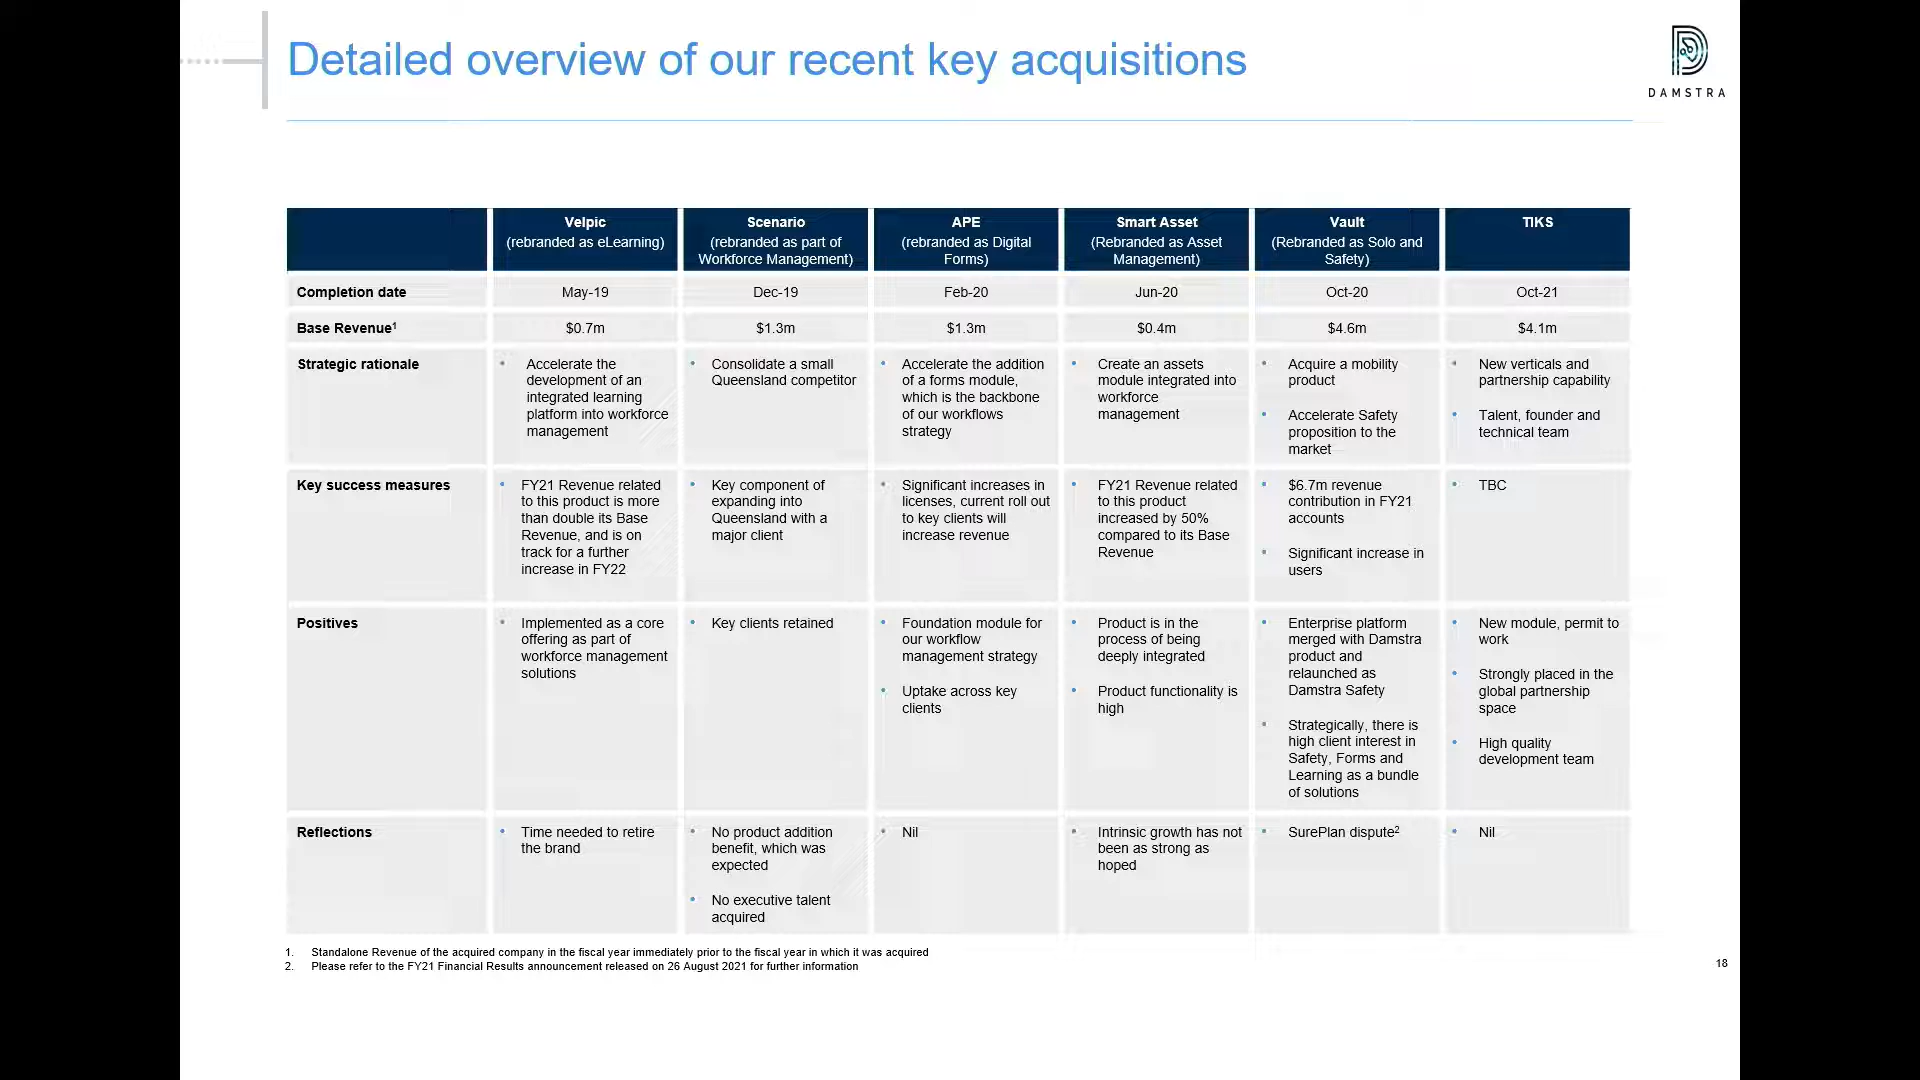 Detailed overview of our recent key acquisitions
DAMSTRA
Velpic
(rebranded as eLearning)
Scenario
(rebranded as part of
Workforce Management)
APE
(rebranded as Digital
Forms)
Smart Asset
(Rebranded as Asset
Management)
Vault
(Rebranded as Solo and
Safety)
TIKS
Completion date
May-19
Dec-19
Feb-20
Jun-20
Oct-20
Oct-21
Base Revenue¹
$0.7m
$1.3m
$1.3m
$0.4m
$4.6m
$4.1m
Strategic rationale
• Accelerate the
development of an
integrated learning
platform into workforce
management
• Consolidate a small
Queensland competitor
• Accelerate the addition
of a forms module,
which is the backbone
of our workflows
strategy
• Create an assets
module integrated into
workforce
management
• Acquire a mobility
product
• Accelerate Safety
proposition to the
market
• New verticals and
partnership capability
• Talent, founder and
technical team
Key success measures
• FY21 Revenue related
to this product is more
than double its Base
Revenue, and is on
track for a further
increase in FY22
• Key component of
expanding into
Queensland with a
major client
• Significant increases in
licenses, current roll out
to key clients will
increase revenue
• FY21 Revenue related
to this product
increased by 50%
compared to its Base
Revenue
• $6.7m revenue
contribution in FY21
accounts
• Significant increase in
users
• TBC
Positives
• Implemented as a core
offering as part of
workforce management
solutions
• Key clients retained
• Foundation module for
our workflow
management strategy
• Uptake across key
clients
• Product is in the
process of being
deeply integrated
• Product functionality is
high
• Enterprise platform
merged with Damstra
product and
relaunched as
Damstra Safety
• Strategically, there is
high client interest in
Safety, Forms and
Learning as a bundle
of solutions
• New module, permit to
work
• Strongly placed in the
global partnership
space
• High quality
development team
Reflections
• Time needed to retire
the brand
• No product addition
benefit, which was
expected
• No executive talent
acquired
• Nil
• Intrinsic growth has not
been as strong as
hoped
• SurePlan dispute²
• Nil
1. Standalone Revenue of the acquired company in the fiscal year immediately prior to the fiscal year in which it was acquired
2. Please refer to the FY21 Financial Results announcement released on 26 August 2021 for further information
18